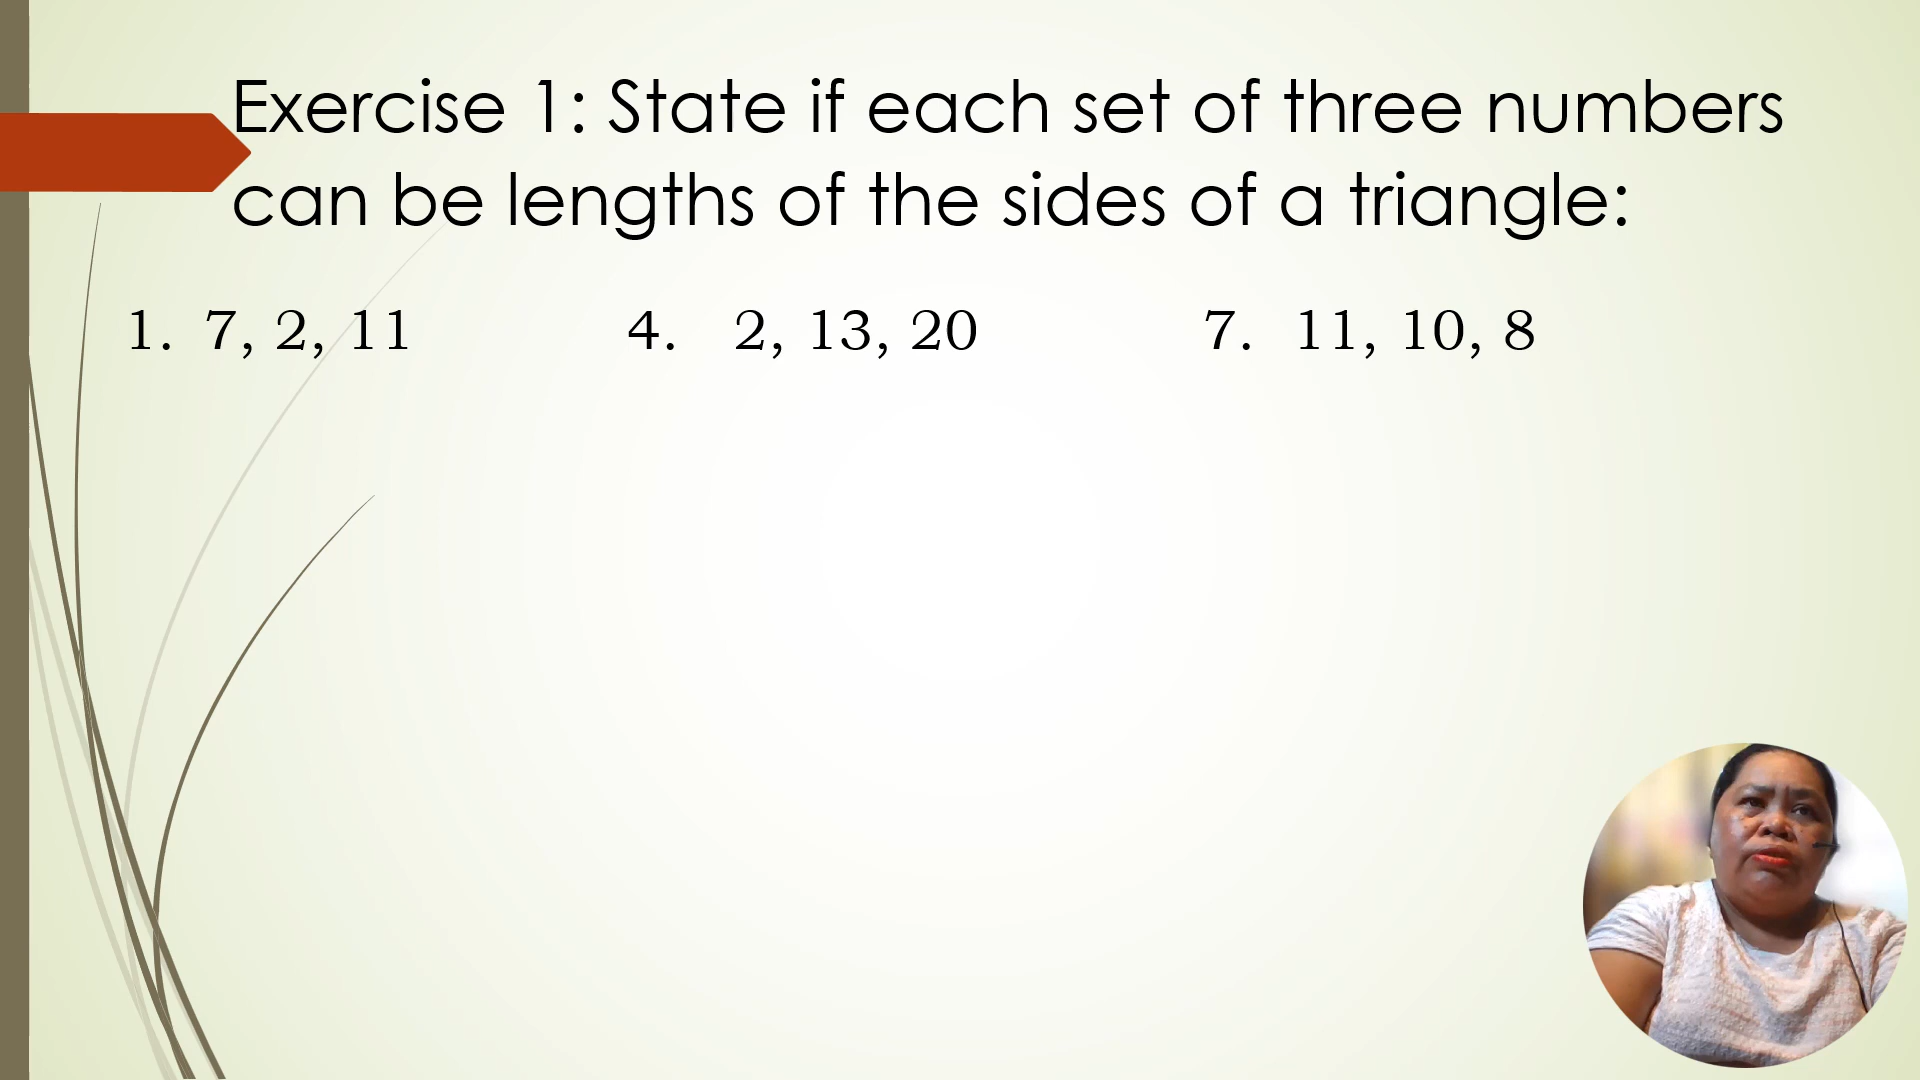 Exercise 1: State if each set of three numbers
can be lengths of the sides of a triangle:
1. 7, 2, 11 4. 2, 13, 20 7. 11, 10, 8